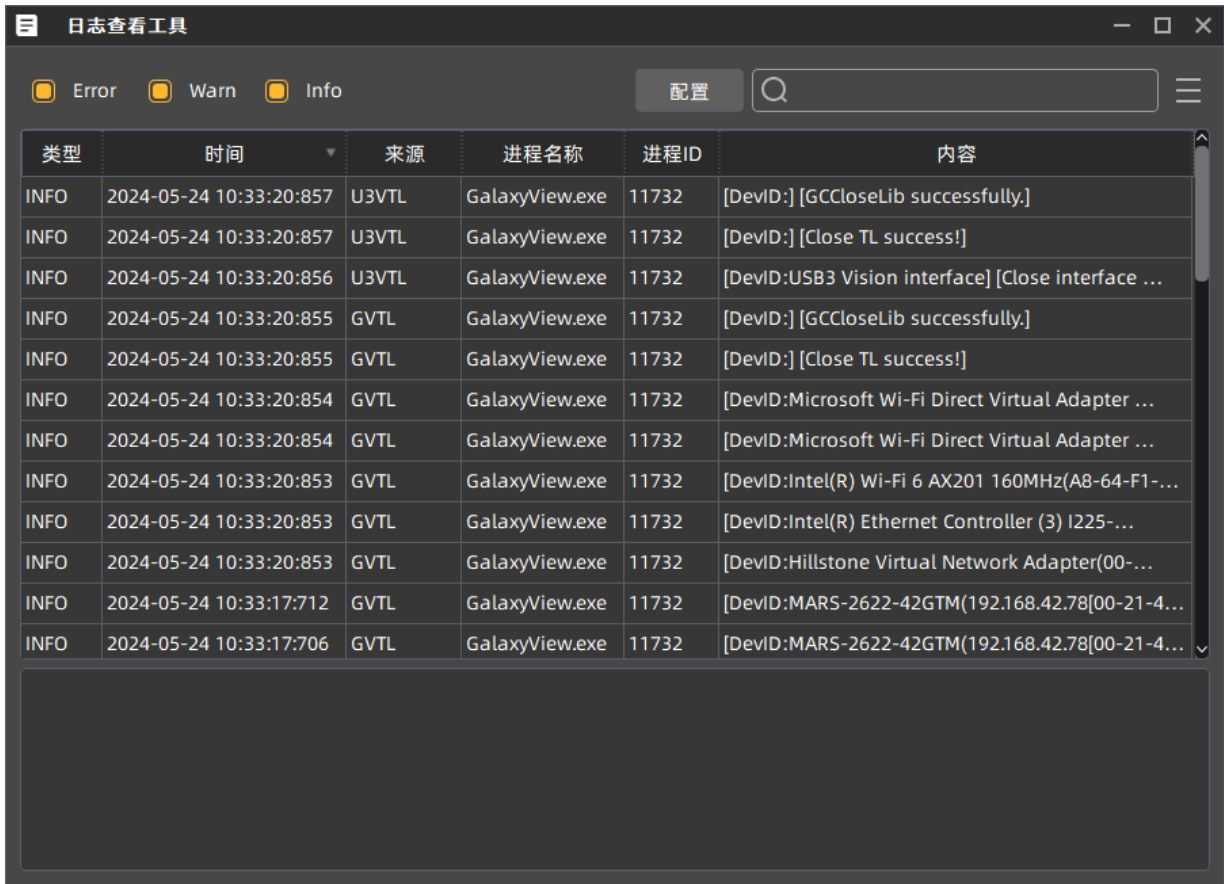 日志查看工具
Error Warn Info 配置
类型 时间 来源 进程名称 进程ID 内容
INFO 2024-05-24 10:33:20:857 U3VTL GalaxyView.exe 11732 [DevID:] [GCCloseLib successfully.]
INFO 2024-05-24 10:33:20:857 U3VTL GalaxyView.exe 11732 [DevID:] [Close TL success!]
INFO 2024-05-24 10:33:20:856 U3VTL GalaxyView.exe 11732 [DevID:USB3 Vision interface] [Close interface ...
INFO 2024-05-24 10:33:20:855 GVTL GalaxyView.exe 11732 [DevID:] [GCCloseLib successfully.]
INFO 2024-05-24 10:33:20:855 GVTL GalaxyView.exe 11732 [DevID:] [Close TL success!]
INFO 2024-05-24 10:33:20:854 GVTL GalaxyView.exe 11732 [DevID:Microsoft Wi-Fi Direct Virtual Adapter ...
INFO 2024-05-24 10:33:20:854 GVTL GalaxyView.exe 11732 [DevID:Microsoft Wi-Fi Direct Virtual Adapter ...
INFO 2024-05-24 10:33:20:853 GVTL GalaxyView.exe 11732 [DevID:Intel(R) Wi-Fi 6 AX201 160MHz(A8-64-F1-...
INFO 2024-05-24 10:33:20:853 GVTL GalaxyView.exe 11732 [DevID:Intel(R) Ethernet Controller (3) I225-...
INFO 2024-05-24 10:33:20:853 GVTL GalaxyView.exe 11732 [DevID:Hillstone Virtual Network Adapter(00-...
INFO 2024-05-24 10:33:17:712 GVTL GalaxyView.exe 11732 [DevID:MARS-2622-42GTM(192.168.42.78[00-21-4...
INFO 2024-05-24 10:33:17:706 GVTL GalaxyView.exe 11732 [DevID:MARS-2622-42GTM(192.168.42.78[00-21-4...